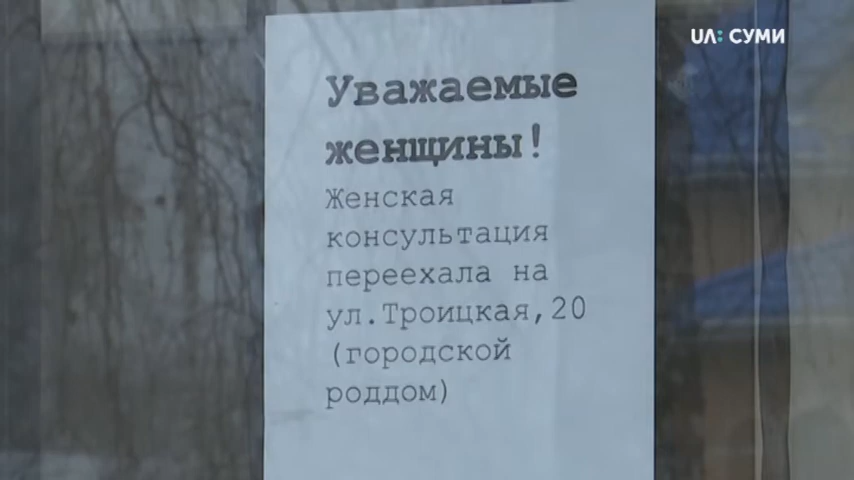 UA: СУМИ
Уважаемые
женщины!
Женская
консультация
переехала на
ул.Троицкая,20
(городской
роддом)